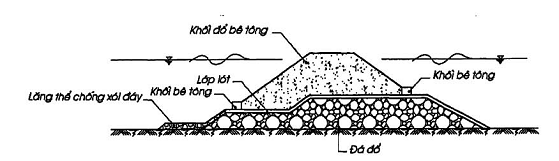 Khối đổ bê tông
Lớp lót
Khối bê tông
Khối bê tông
Lăng thể chống xói đáy
Đá đổ